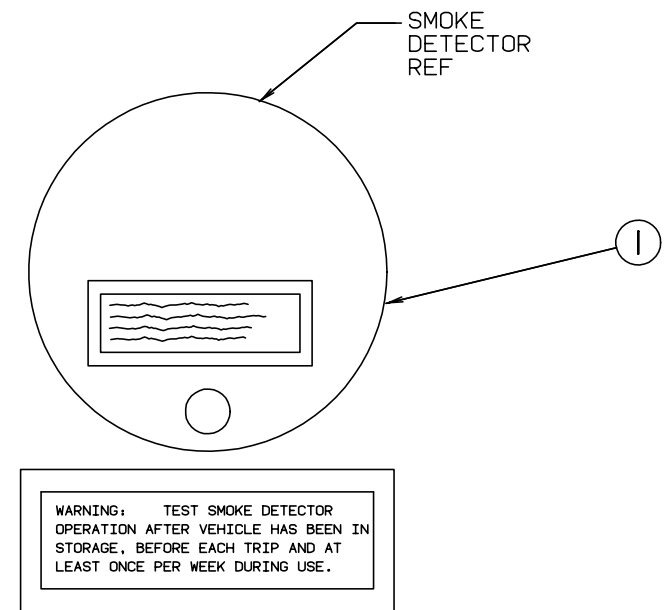 SMOKE
DETECTOR
REF
1
WARNING: TEST SMOKE DETECTOR
OPERATION AFTER VEHICLE HAS BEEN IN
STORAGE, BEFORE EACH TRIP AND AT
LEAST ONCE PER WEEK DURING USE.